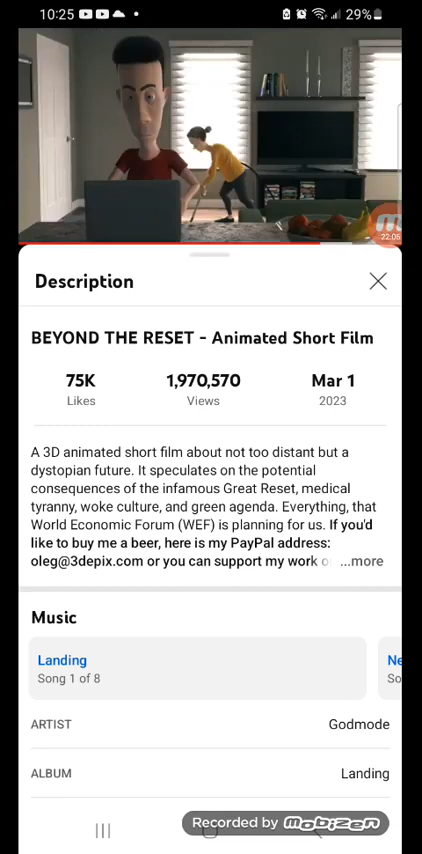 10:25
29%
22:05
Description
BEYOND THE RESET - Animated Short Film
75K 1,970,570 Mar 1
Likes Views 2023
A 3D animated short film about not too distant but a
dystopian future. It speculates on the potential
consequences of the infamous Great Reset, medical
tyranny, woke culture, and green agenda. Everything, that
World Economic Forum (WEF) is planning for us. If you'd
like to buy me a beer, here is my PayPal address:
oleg@3depix.com or you can support my work o ...more
Music
Landing Ne
Song 1 of 8 So
ARTIST Godmode
ALBUM Landing
Recorded by mobizen